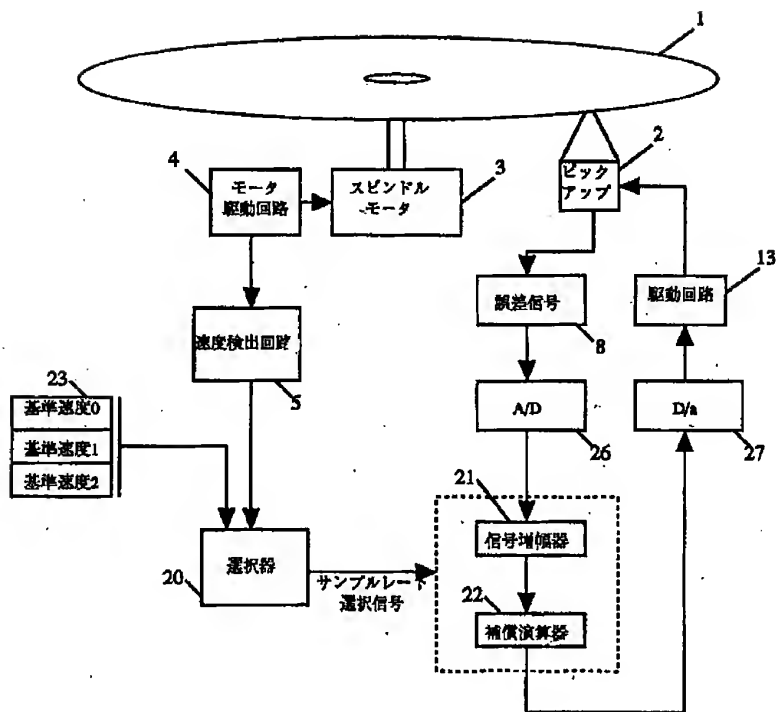 1
4
モータ
駆動回路
スピンドル
モータ
3
2
ピック
アップ
13
誤差信号
駆動回路
8
速度検出回路
5
23
基準速度0
基準速度1
基準速度2
A/D
26
D/a
27
21
信号増幅器
選択器
20
サンプルレート
選択信号
22
補償演算器